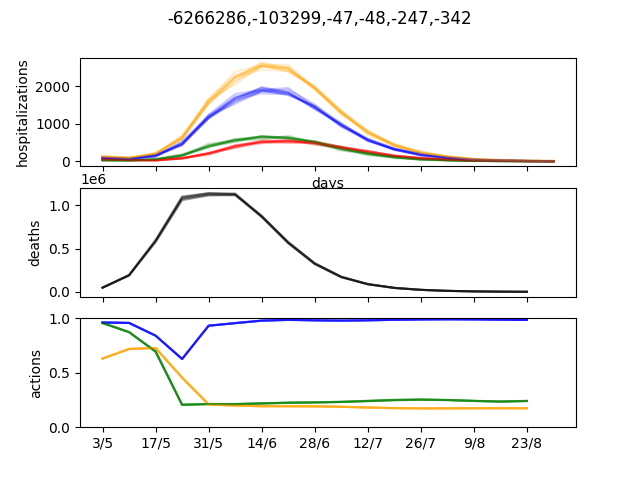 -6266286,-103299,-47,-48,-247,-342
hospitalizations
2000
1000
0
days
1e6
deaths
1.0
0.5
0.0
actions
1.0
0.5
0.0
3/5 17/5 31/5 14/6 28/6 12/7 26/7 9/8 23/8